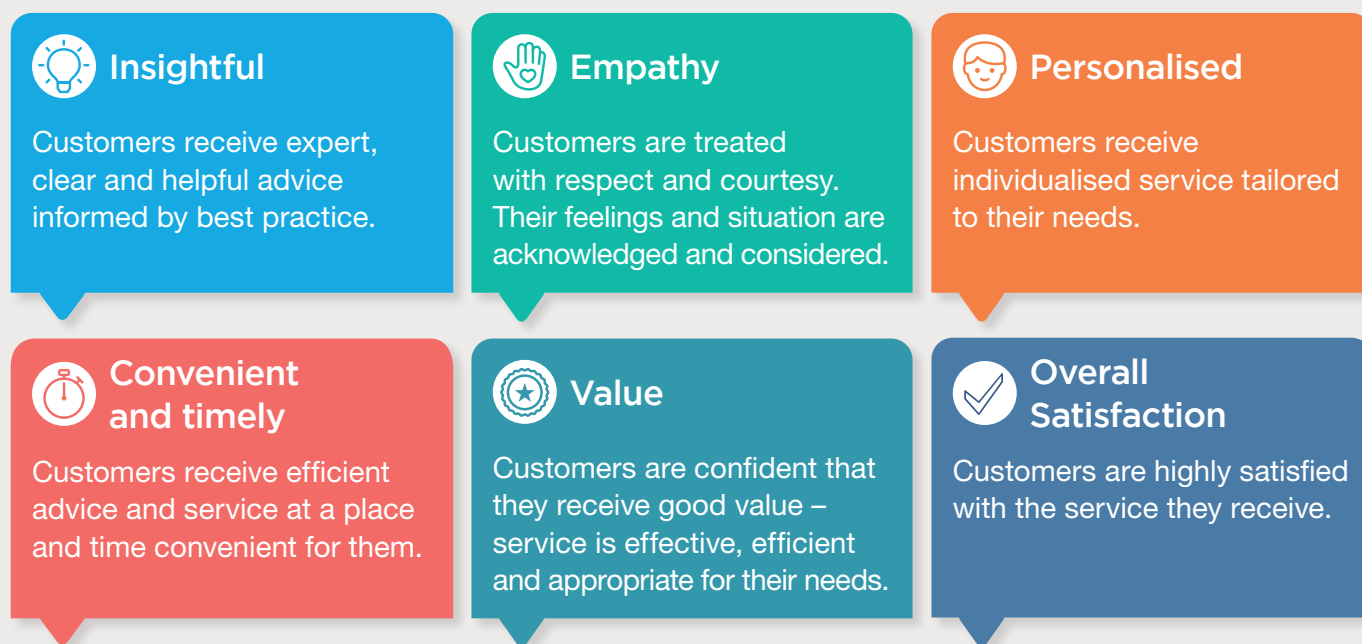 Insightful
Customers receive expert,
clear and helpful advice
informed by best practice.
Empathy
Customers are treated
with respect and courtesy.
Their feelings and situation are
acknowledged and considered.
Personalised
Customers receive
individualised service tailored
to their needs.
Convenient
and timely
Customers receive efficient
advice and service at a place
and time convenient for them.
Value
Customers are confident that
they receive good value –
service is effective, efficient
and appropriate for their needs.
Overall
Satisfaction
Customers are highly satisfied
with the service they receive.